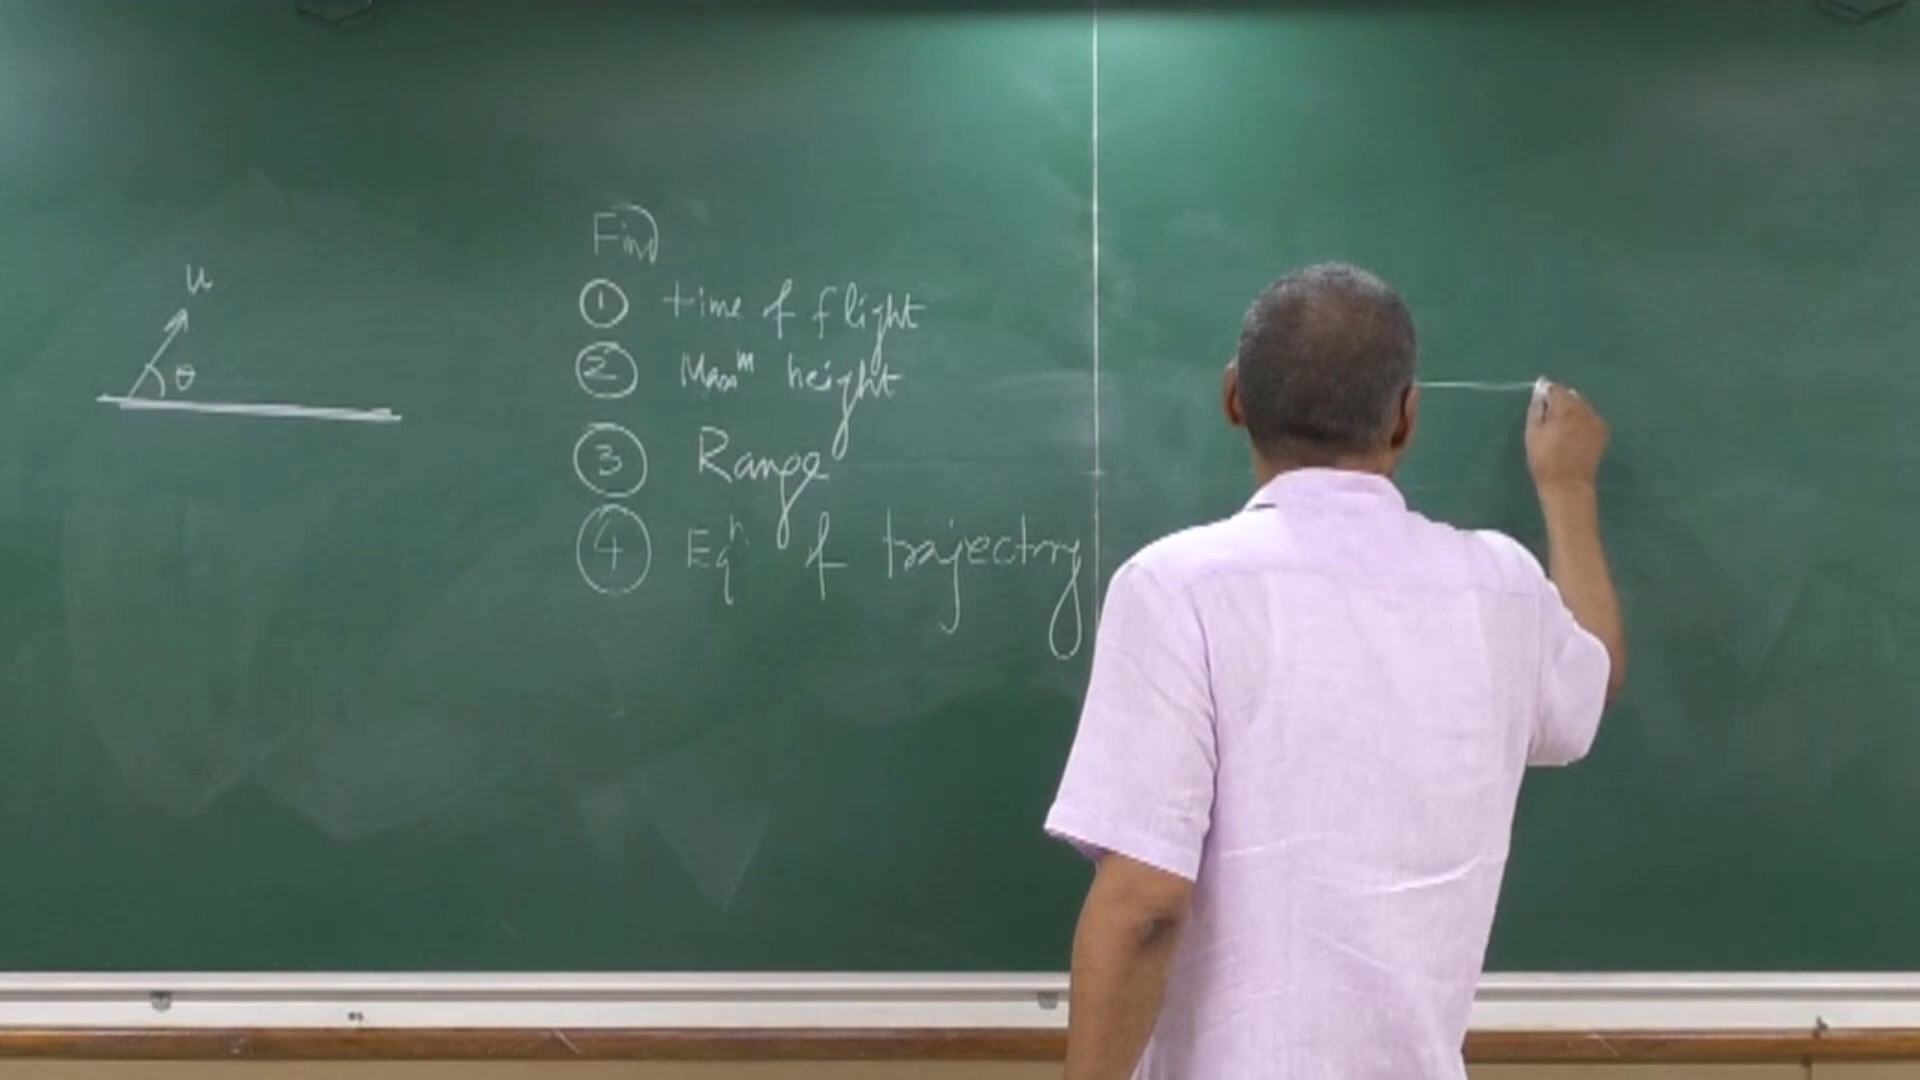 u
θ
Find
① time of flight
② Maxᵐ height
③ Range
④ Eqⁿ of trajectory